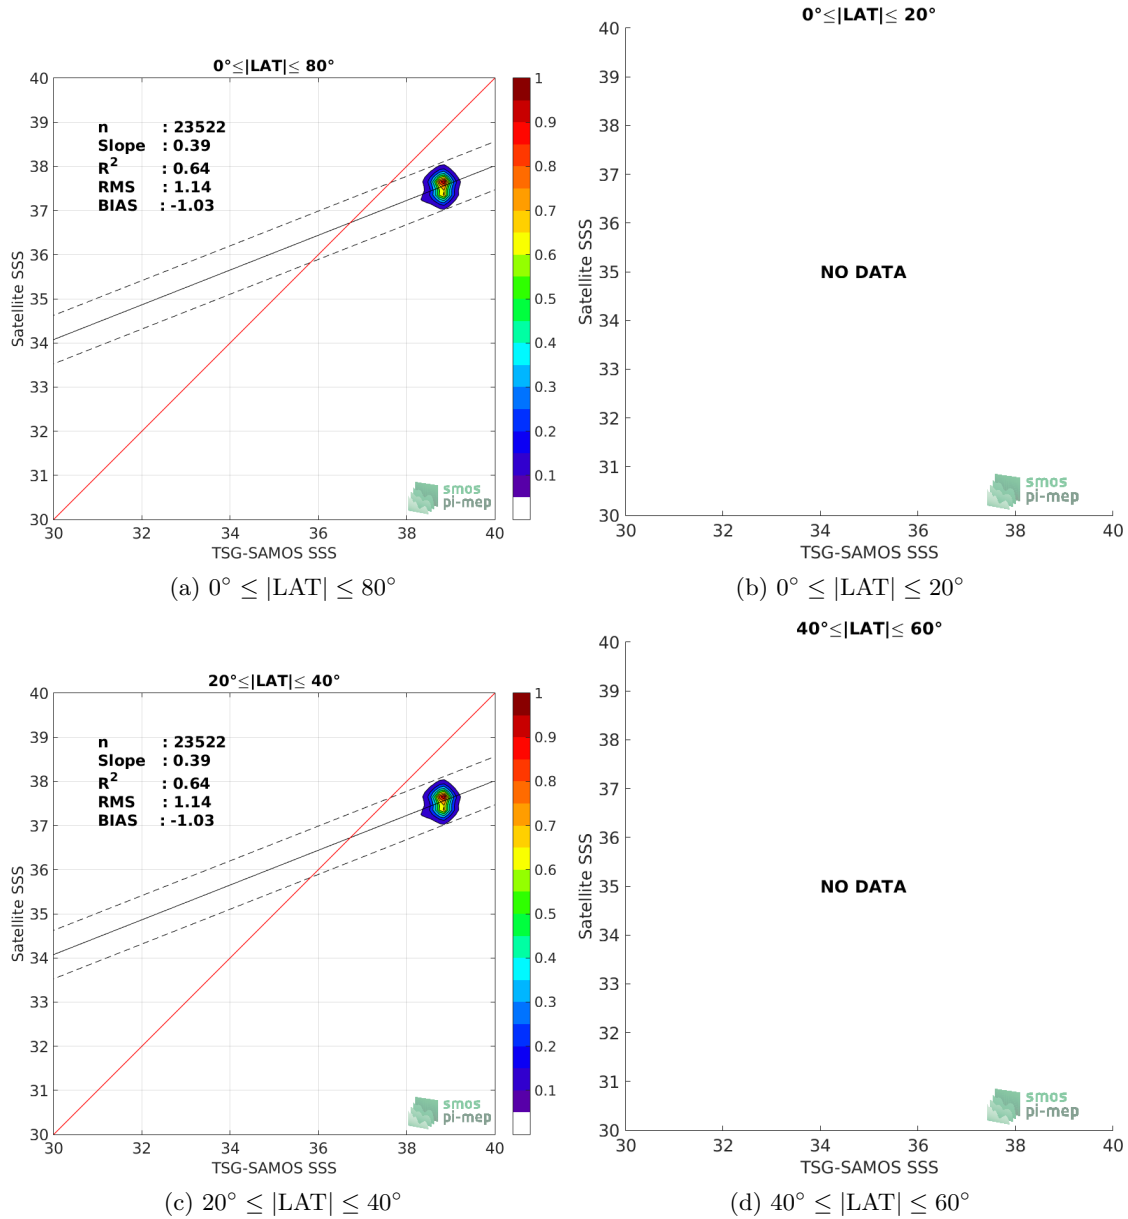 0°≤|LAT|≤ 80°
n : 23522
Slope : 0.39
R² : 0.64
RMS : 1.14
BIAS : -1.03
40
39
38
37
36
35
34
33
32
31
30
Satellite SSS
30 32 34 36 38 40
TSG-SAMOS SSS
1
0.9
0.8
0.7
0.6
0.5
0.4
0.3
0.2
0.1
smos
pi-mep
(a) 0° ≤ |LAT| ≤ 80°
0°≤|LAT|≤ 20°
40
39
38
37
36
35
34
33
32
31
30
Satellite SSS
NO DATA
smos
pi-mep
30 32 34 36 38 40
TSG-SAMOS SSS
(b) 0° ≤ |LAT| ≤ 20°
20°≤|LAT|≤ 40°
n : 23522
Slope : 0.39
R² : 0.64
RMS : 1.14
BIAS : -1.03
40
39
38
37
36
35
34
33
32
31
30
Satellite SSS
30 32 34 36 38 40
TSG-SAMOS SSS
1
0.9
0.8
0.7
0.6
0.5
0.4
0.3
0.2
0.1
smos
pi-mep
(c) 20° ≤ |LAT| ≤ 40°
40°≤|LAT|≤ 60°
40
39
38
37
36
35
34
33
32
31
30
Satellite SSS
NO DATA
smos
pi-mep
30 32 34 36 38 40
TSG-SAMOS SSS
(d) 40° ≤ |LAT| ≤ 60°